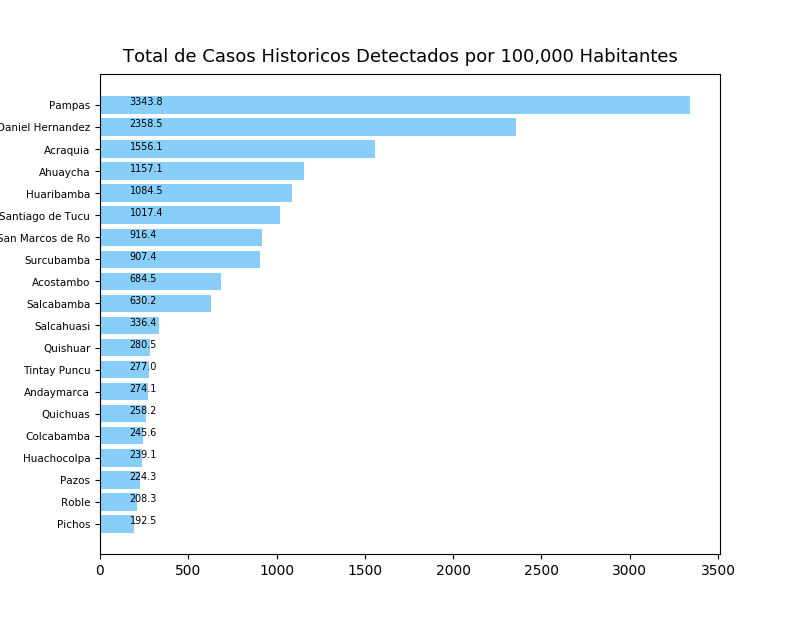 Total de Casos Historicos Detectados por 100,000 Habitantes
Pampas 3343.8
Daniel Hernandez 2358.5
Acraquia 1556.1
Ahuaycha 1157.1
Huaribamba 1084.5
Santiago de Tucu 1017.4
San Marcos de Ro 916.4
Surcubamba 907.4
Acostambo 684.5
Salcabamba 630.2
Salcahuasi 336.4
Quishuar 280.5
Tintay Puncu 277.0
Andaymarca 274.1
Quichuas 258.2
Colcabamba 245.6
Huachocolpa 239.1
Pazos 224.3
Roble 208.3
Pichos 192.5
0 500 1000 1500 2000 2500 3000 3500